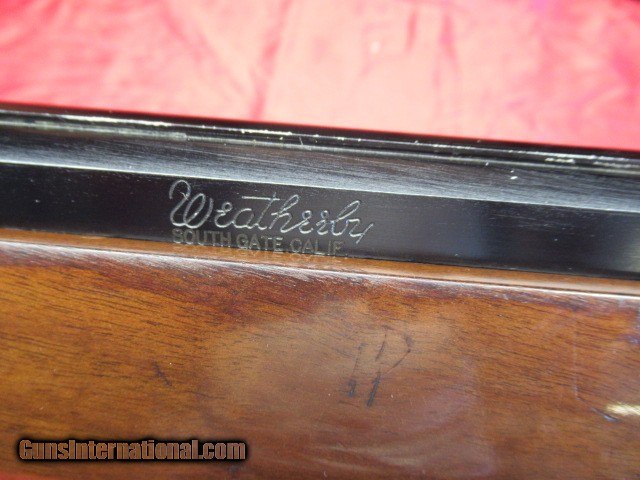 Weatherby
SOUTH GATE, CALIF.
GunsInternational.com